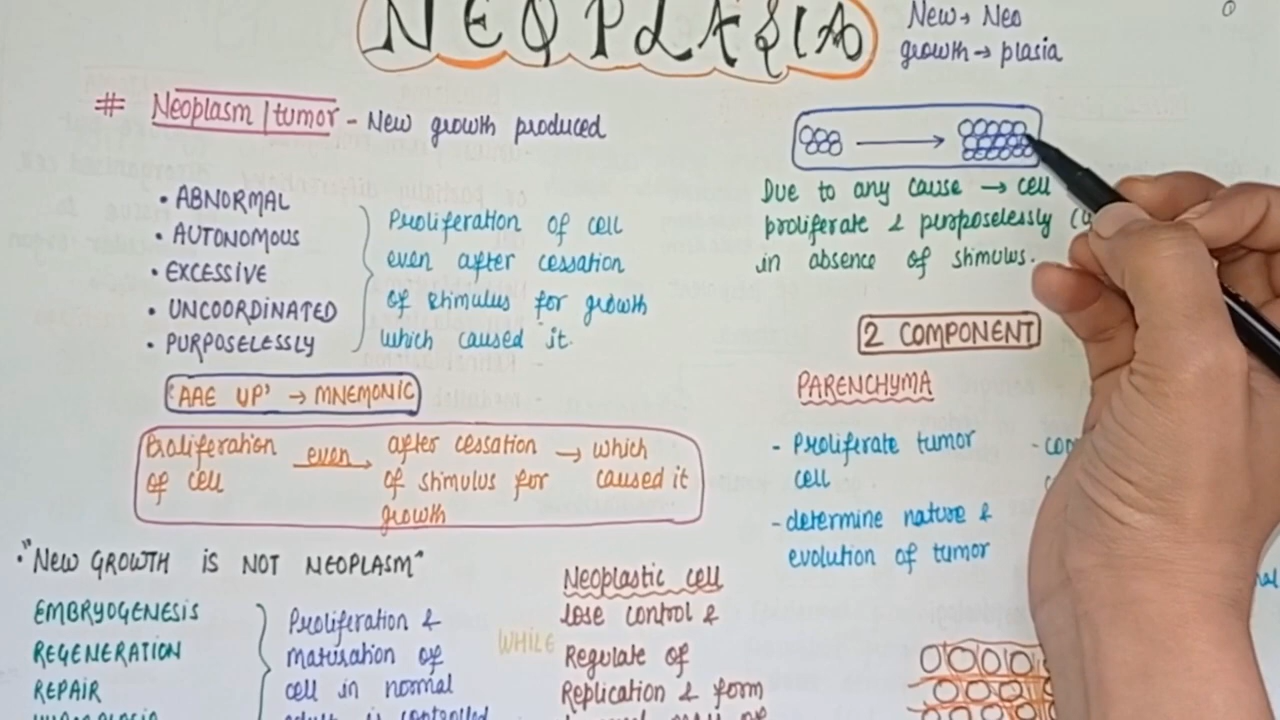 NEOPLASIA
New → Neo
growth → plasia
# Neoplasm / tumor - New growth produced
• ABNORMAL
• AUTONOMOUS
• EXCESSIVE
• UNCOORDINATED
• PURPOSELESSLY
Proliferation of cell
even after cessation
of stimulus for growth
which caused it.
'AAE UP' → MNEMONIC
Proliferation even after cessation → which
of cell of stimulus for caused it
growth
• "NEW GROWTH IS NOT NEOPLASM"
EMBRYOGENESIS
REGENERATION
REPAIR
Proliferation &
maturation of
cell in normal
adult is controlled
WHILE
Neoplastic cell
lose control &
Regulate of
Replication & form
Due to any cause → cell
proliferate & purposelessly
in absence of stimulus.
2 COMPONENT
PARENCHYMA
- Proliferate tumor
cell
- determine nature &
evolution of tumor